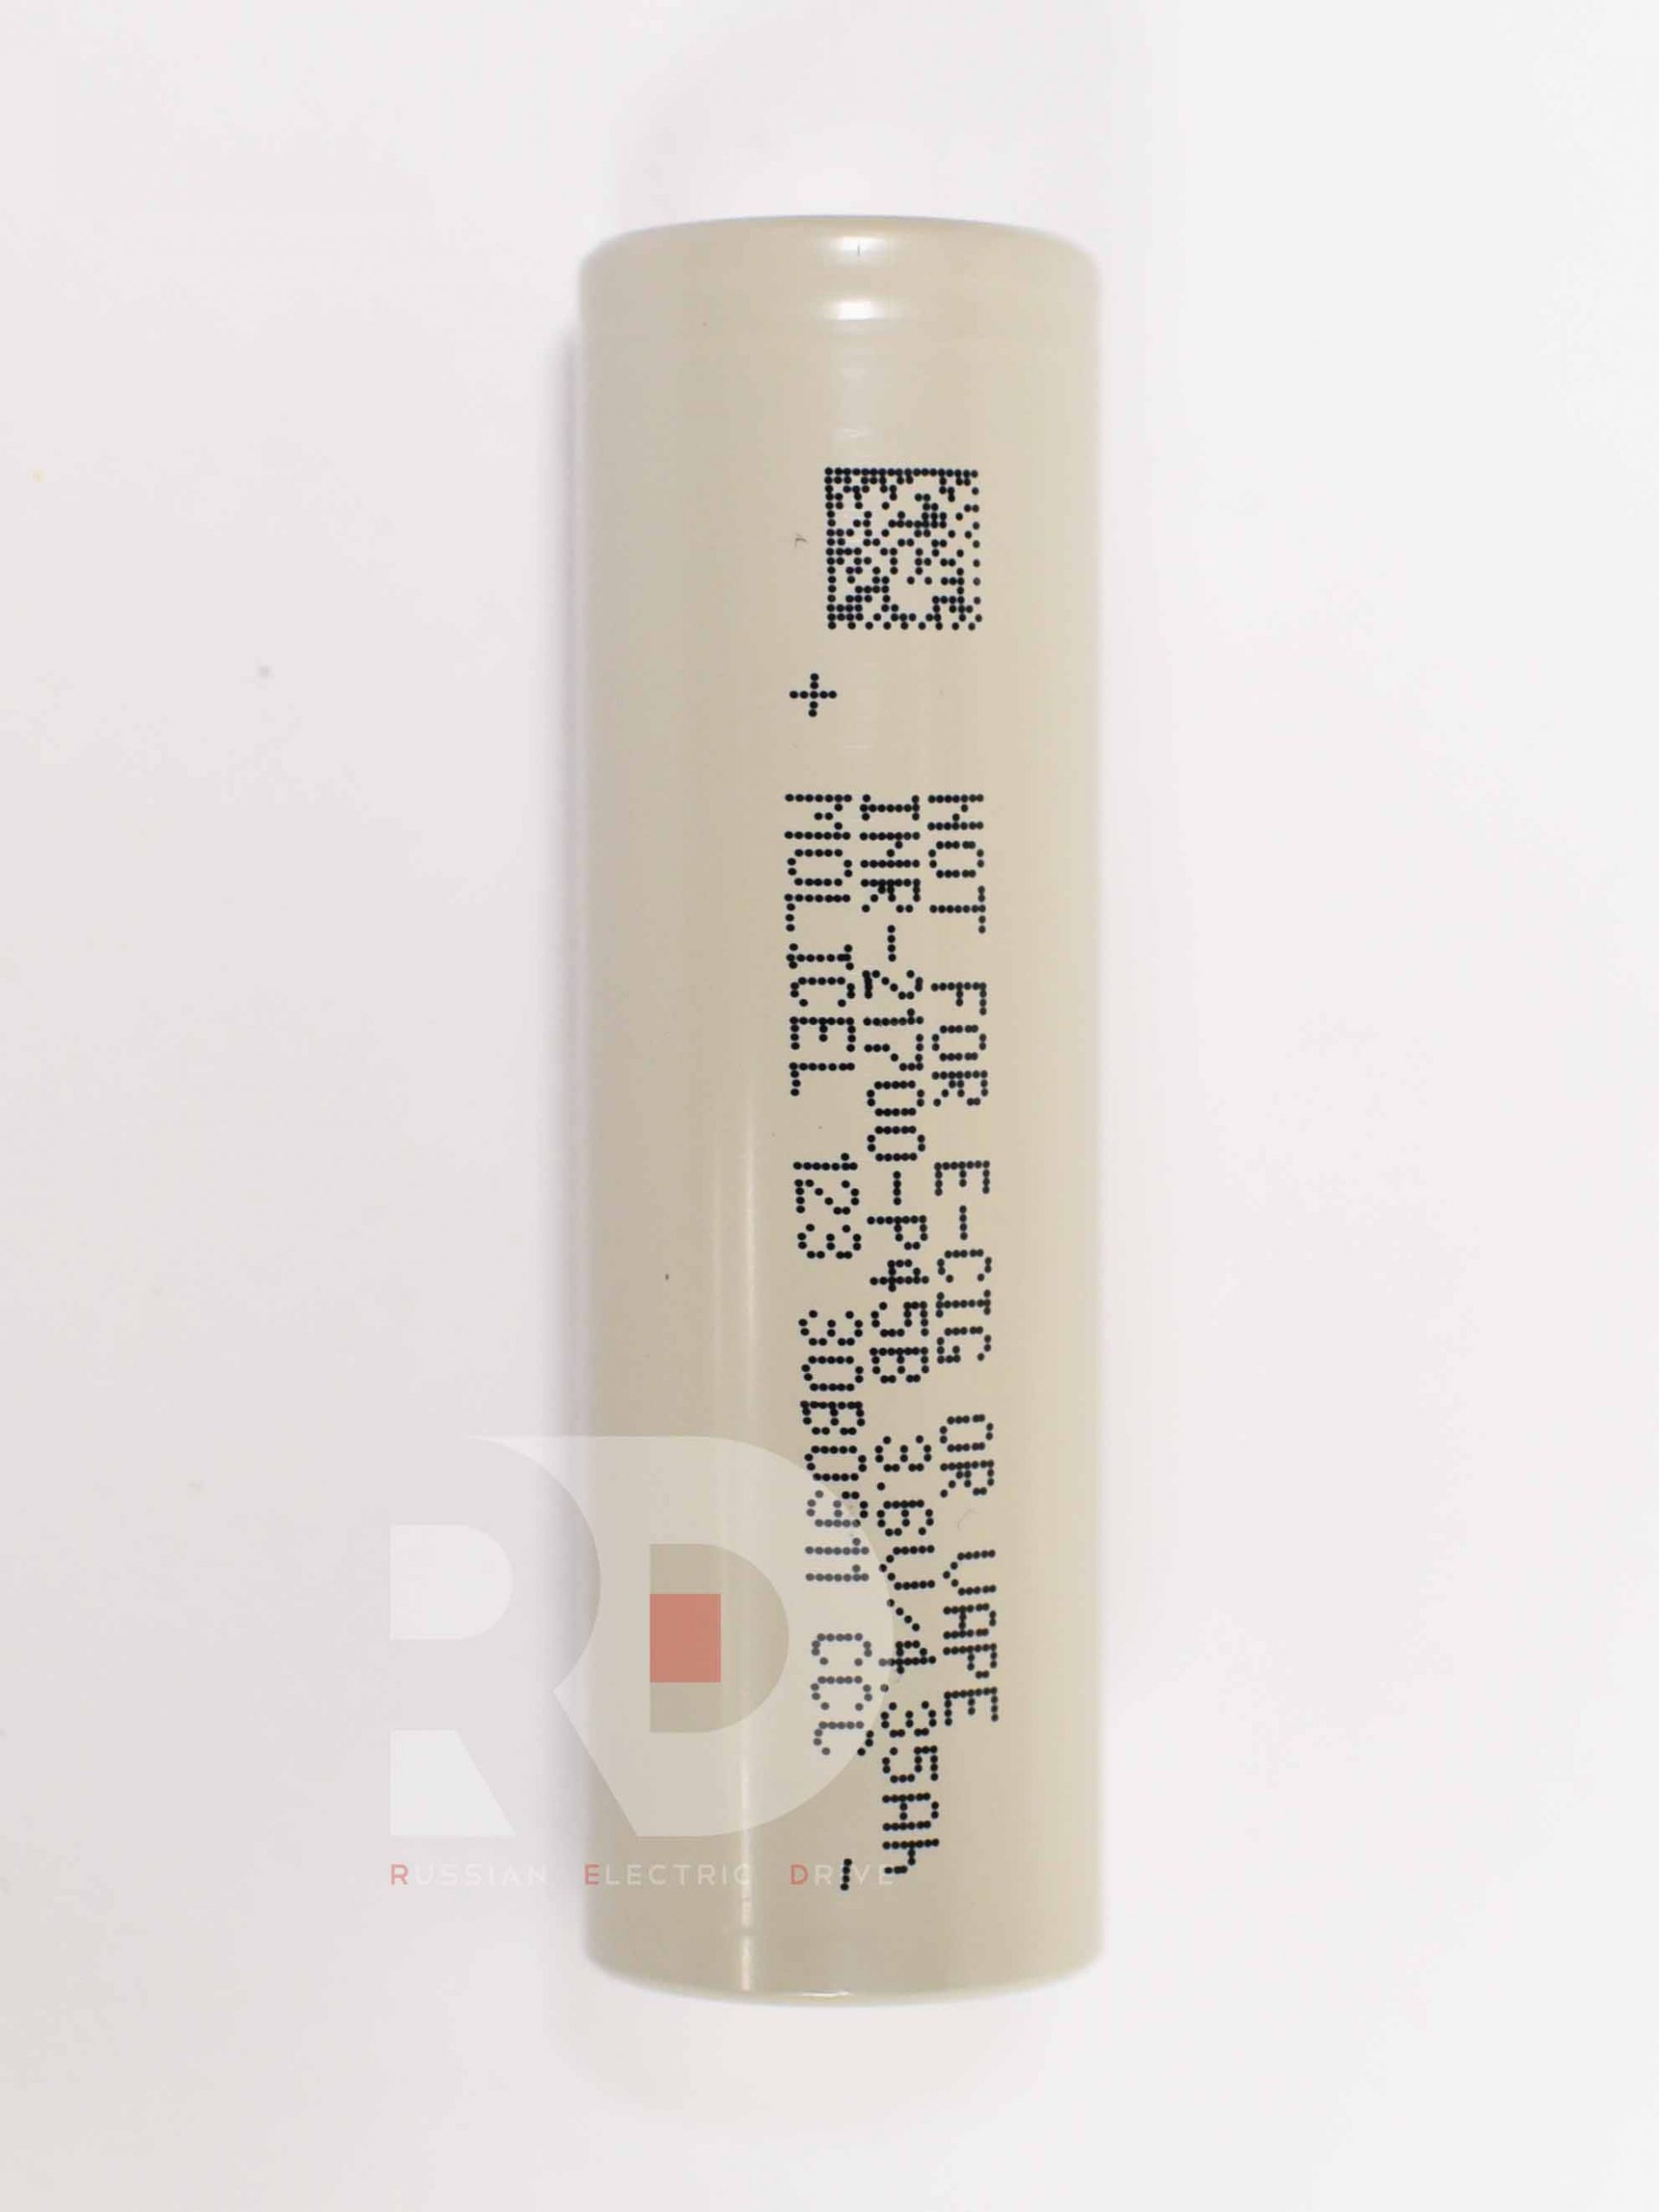 NOT FOR E-CIG OR VAPE
INR-21700-P45B 3.6V/4.35Ah
+ MOLICEL 123 30B0911 CCC -
RD
RUSSIAN ELECTRIC DRIVE